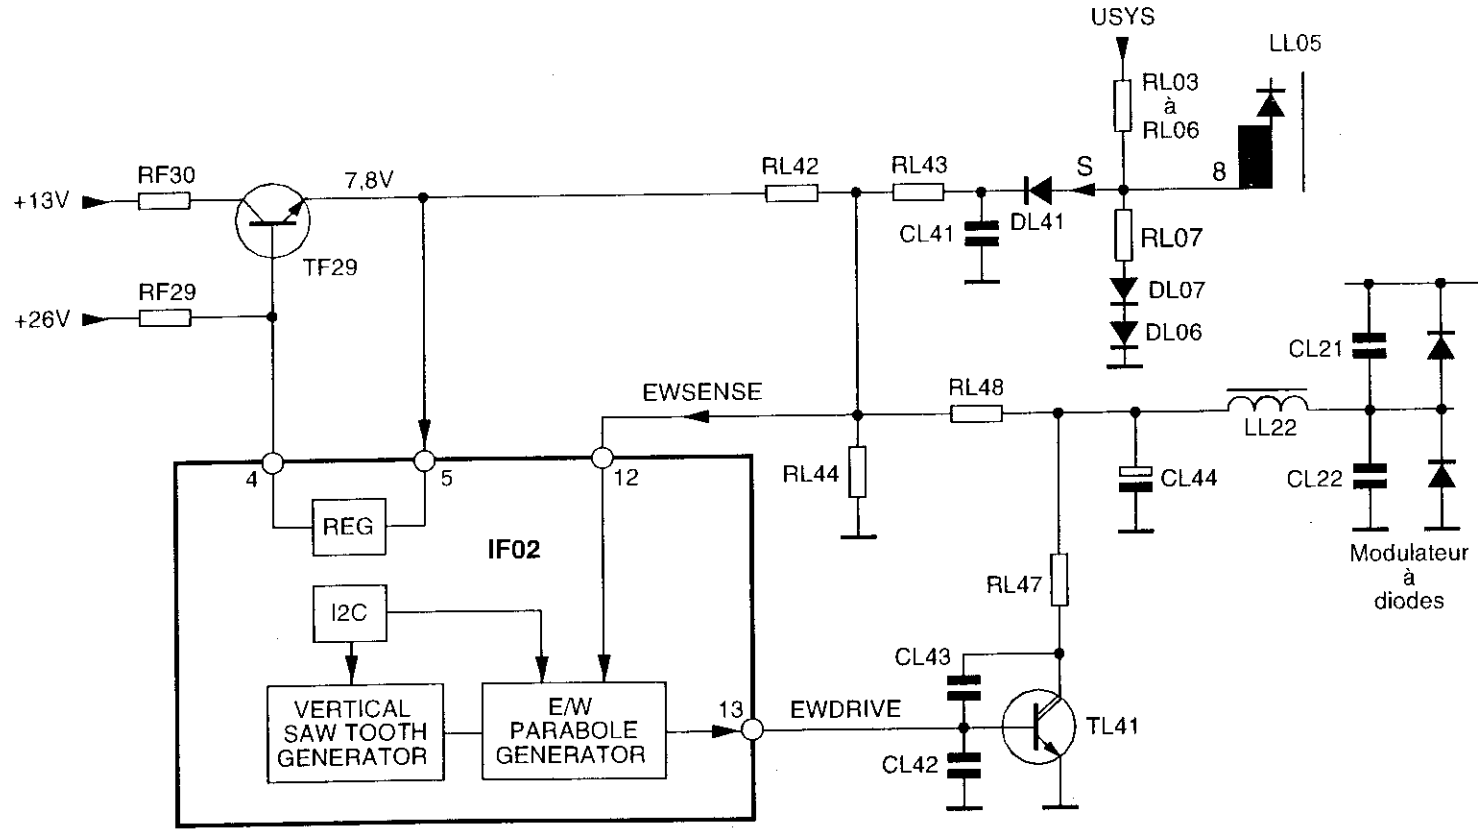 USYS
LL05
RL03
à
RL06
RF30
7,8V
RL42
RL43
S
8
+13V
CL41
DL41
RL07
TF29
RF29
DL07
+26V
DL06
CL21
EWSENSE
RL48
LL22
4
5
12
RL44
CL44
CL22
REG
IF02
Modulateur
à
diodes
I2C
RL47
CL43
VERTICAL
SAW TOOTH
GENERATOR
E/W
PARABOLE
GENERATOR
13
EWDRIVE
TL41
CL42